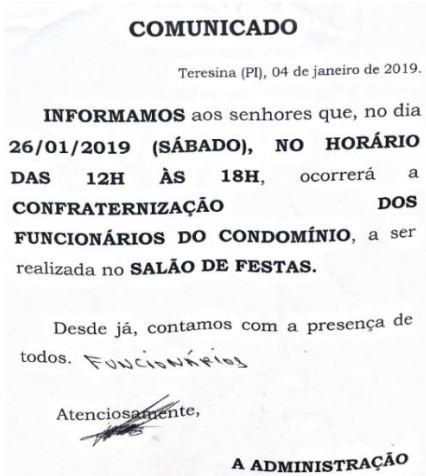 COMUNICADO
Teresina (PI), 04 de janeiro de 2019.
INFORMAMOS aos senhores que, no dia
26/01/2019 (SÁBADO), NO HORÁRIO
DAS 12H ÀS 18H, ocorrerá a
CONFRATERNIZAÇÃO DOS
FUNCIONÁRIOS DO CONDOMÍNIO, a ser
realizada no SALÃO DE FESTAS.
Desde já, contamos com a presença de
todos. FUNCIONÁRIOS
Atenciosamente,
A ADMINISTRAÇÃO